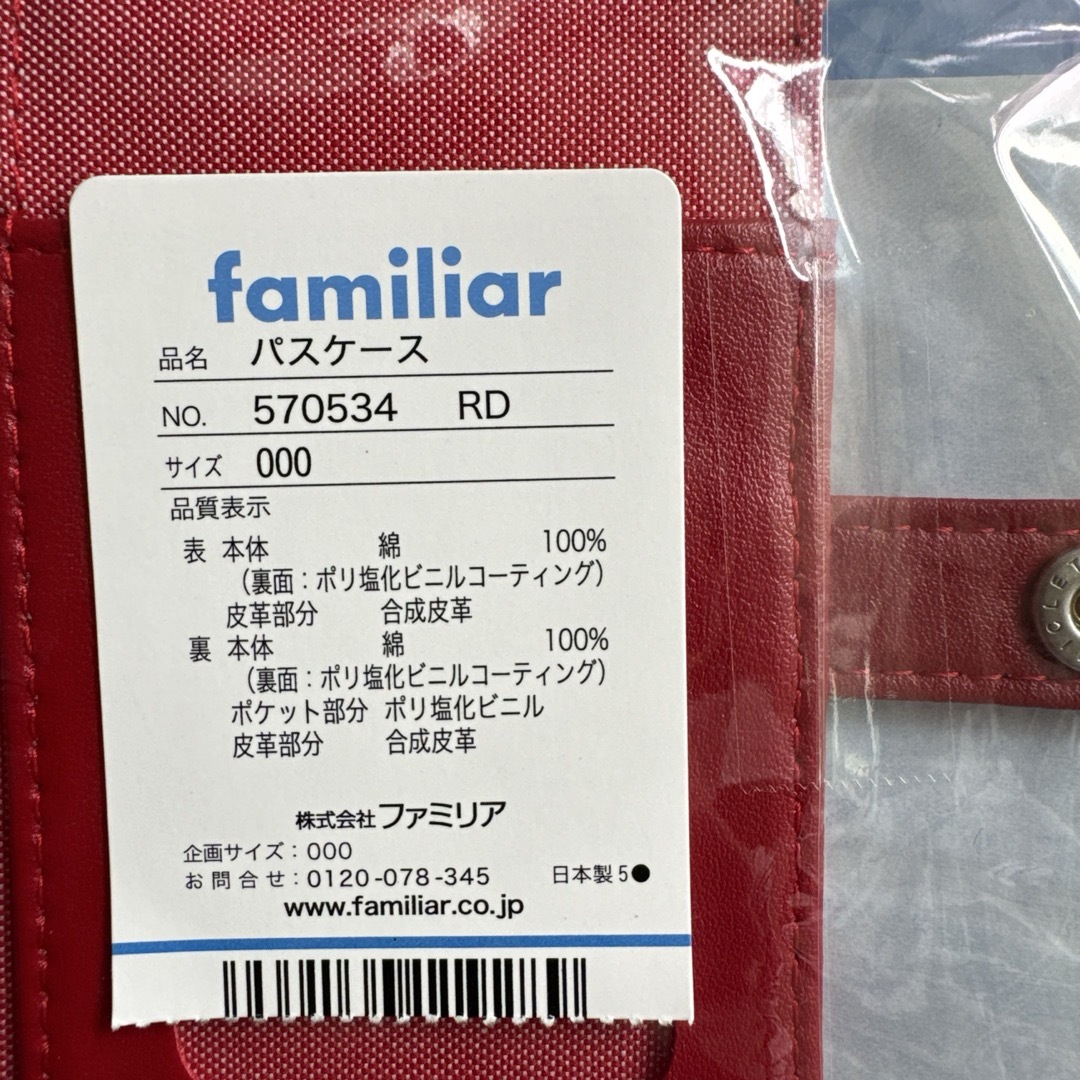 familiar
品名 パスケース
NO. 570534 RD
サイズ 000
品質表示
表 本体 綿 100%
(裏面：ポリ塩化ビニルコーティング)
皮革部分 合成皮革
裏 本体 綿 100%
(裏面：ポリ塩化ビニルコーティング)
ポケット部分 ポリ塩化ビニル
皮革部分 合成皮革
株式会社ファミリア
企画サイズ：000
お問合せ：0120-078-345 日本製 5●
www.familiar.co.jp